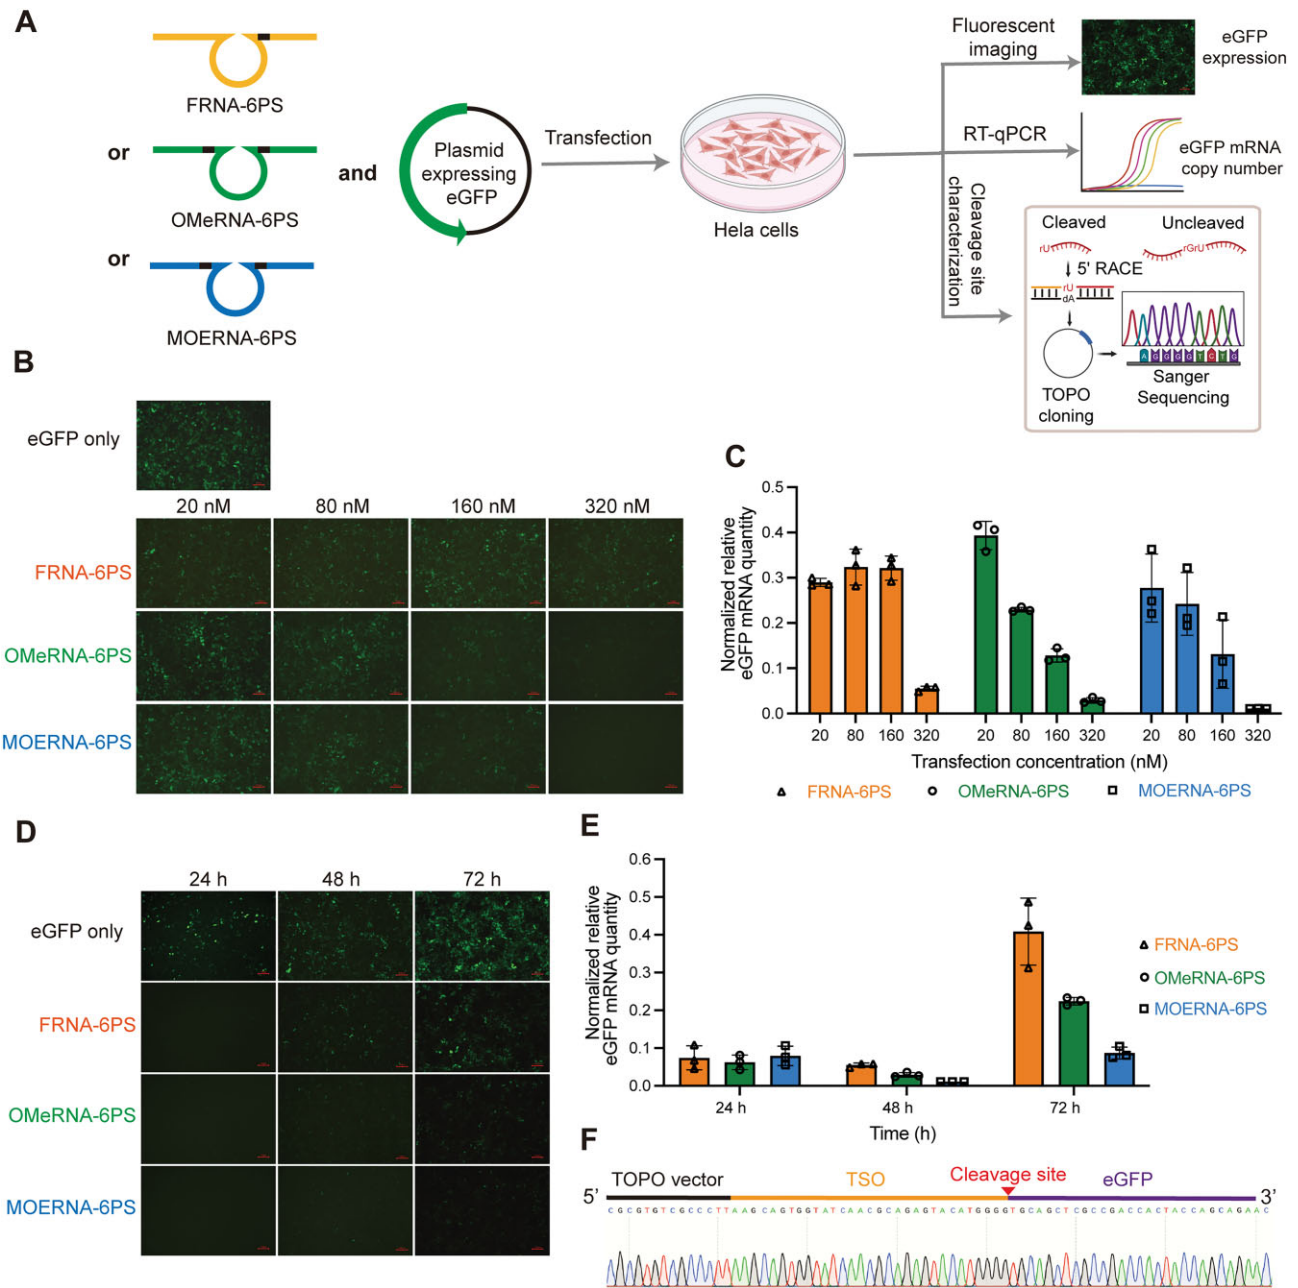 A
FRNA-6PS
or
OMeRNA-6PS
or
MOERNA-6PS
and
Plasmid
expressing
eGFP
Transfection
Hela cells
Fluorescent
imaging
eGFP
expression
RT-qPCR
eGFP mRNA
copy number
Cleavage site
characterization
Cleaved
Uncleaved
rU
rGrU
5' RACE
rU
dA
TOPO
cloning
A G G G G T C T G
Sanger
Sequencing
B
eGFP only
20 nM 80 nM 160 nM 320 nM
FRNA-6PS
OMeRNA-6PS
MOERNA-6PS
C
Normalized relative
eGFP mRNA quantity
0.5
0.4
0.3
0.2
0.1
0.0
20 80 160 320 20 80 160 320 20 80 160 320
Transfection concentration (nM)
FRNA-6PS OMeRNA-6PS MOERNA-6PS
D
24 h 48 h 72 h
eGFP only
FRNA-6PS
OMeRNA-6PS
MOERNA-6PS
E
Normalized relative
eGFP mRNA quantity
0.6
0.5
0.4
0.3
0.2
0.1
0.0
24 h 48 h 72 h
Time (h)
FRNA-6PS
OMeRNA-6PS
MOERNA-6PS
F
Cleavage site
5' TOPO vector TSO eGFP 3'
CGCGTGTCGCCCTTAAGCAGTGGTATCAACGCAGAGTACATGGGGTGCAGCTCGCCGACCACTACCAGCAGAAC